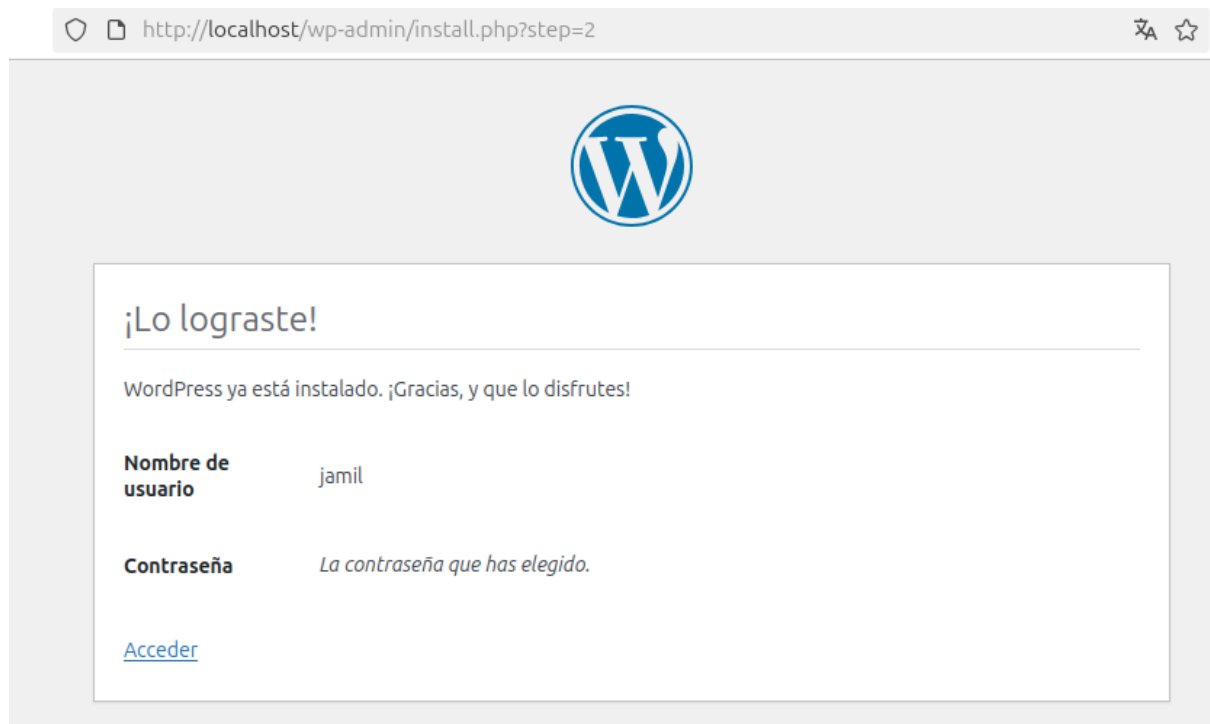 http://localhost/wp-admin/install.php?step=2
¡Lo lograste!
WordPress ya está instalado. ¡Gracias, y que lo disfrutes!
Nombre de
usuario
jamil
Contraseña
La contraseña que has elegido.
Acceder